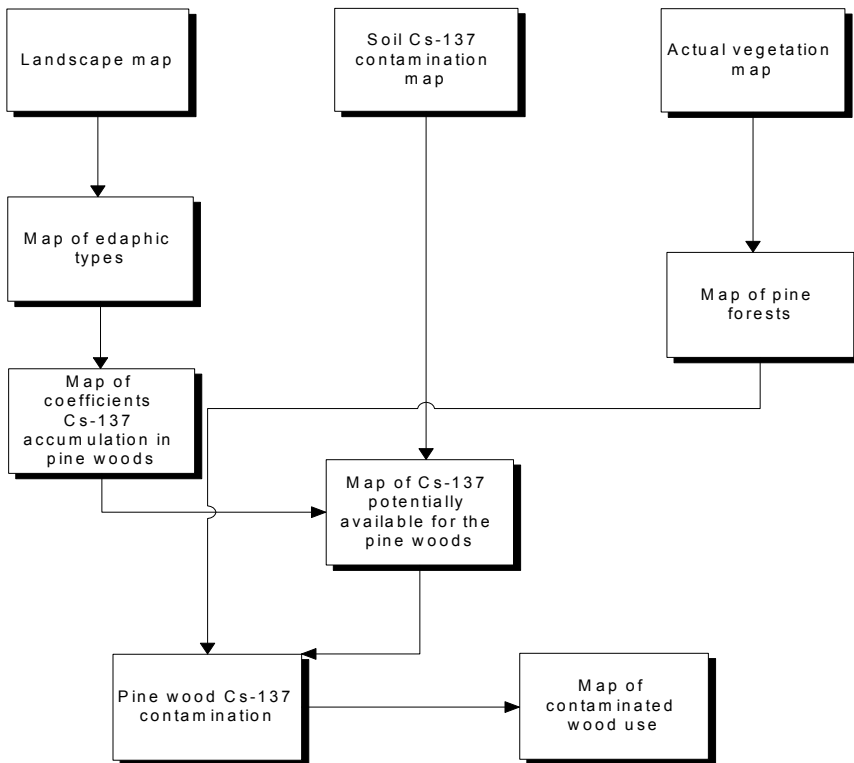 Landscape map
Soil Cs-137
contamination
map
Actual vegetation
map
Map of edaphic
types
Map of pine
forests
Map of
coefficients
Cs-137
accumulation in
pine woods
Map of Cs-137
potentially
available for the
pine woods
Pine wood Cs-137
contamination
Map of
contaminated
wood use